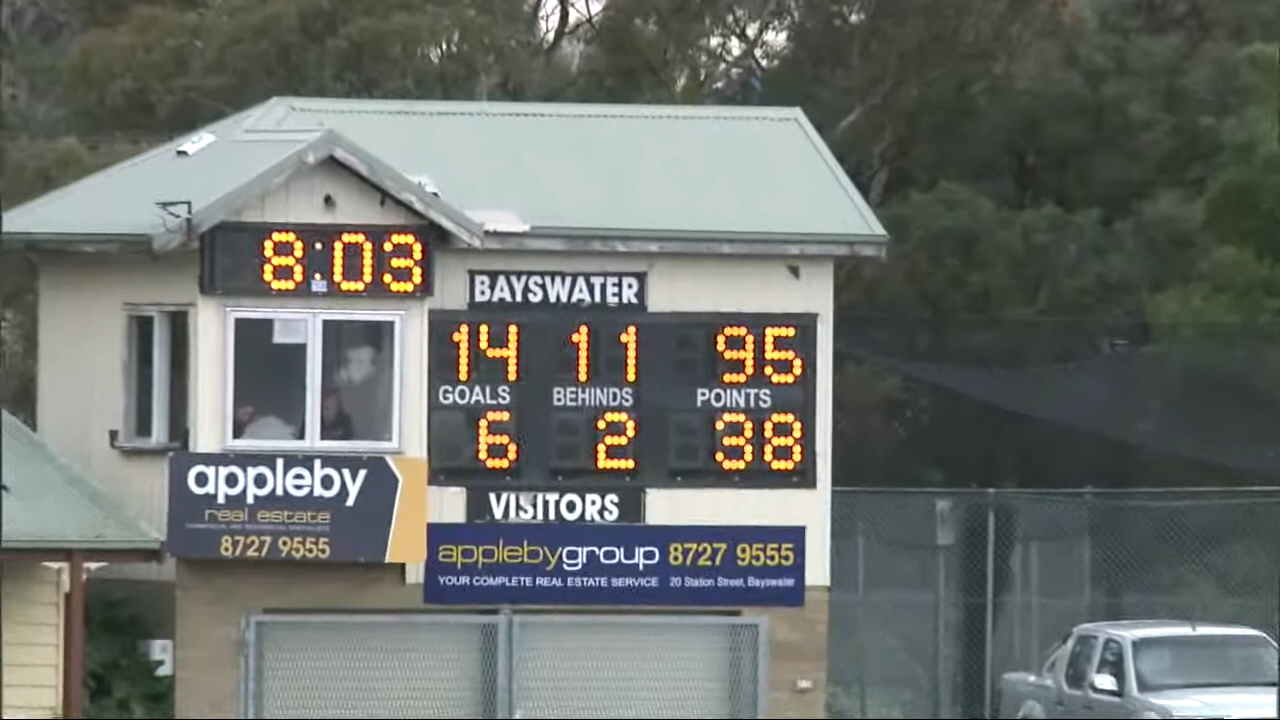 8:03
BAYSWATER
14 11 95
GOALS BEHINDS POINTS
6 2 38
VISITORS
appleby
real estate
8727 9555
applebygroup 8727 9555
YOUR COMPLETE REAL ESTATE SERVICE 20 Station Street, Bayswater